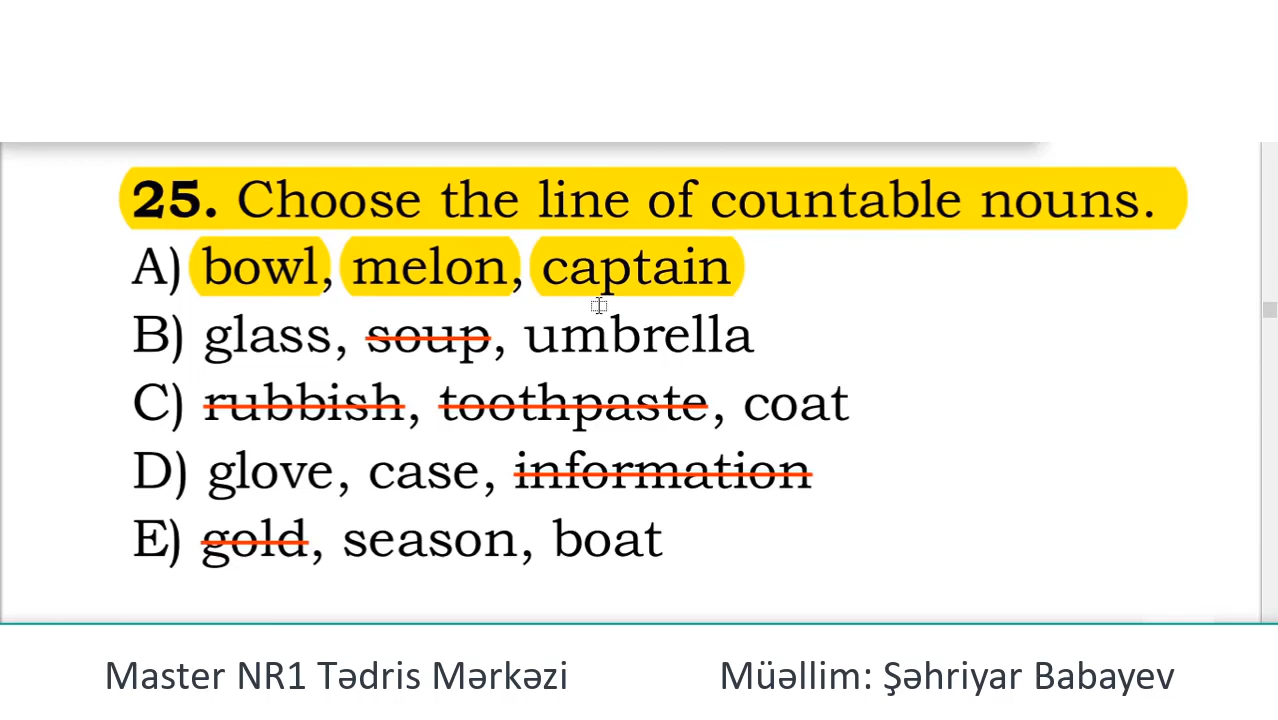 25. Choose the line of countable nouns.
A) bowl, melon, captain
B) glass, soup, umbrella
C) rubbish, toothpaste, coat
D) glove, case, information
E) gold, season, boat
Master NR1 Tədris Mərkəzi Müəllim: Şəhriyar Babayev